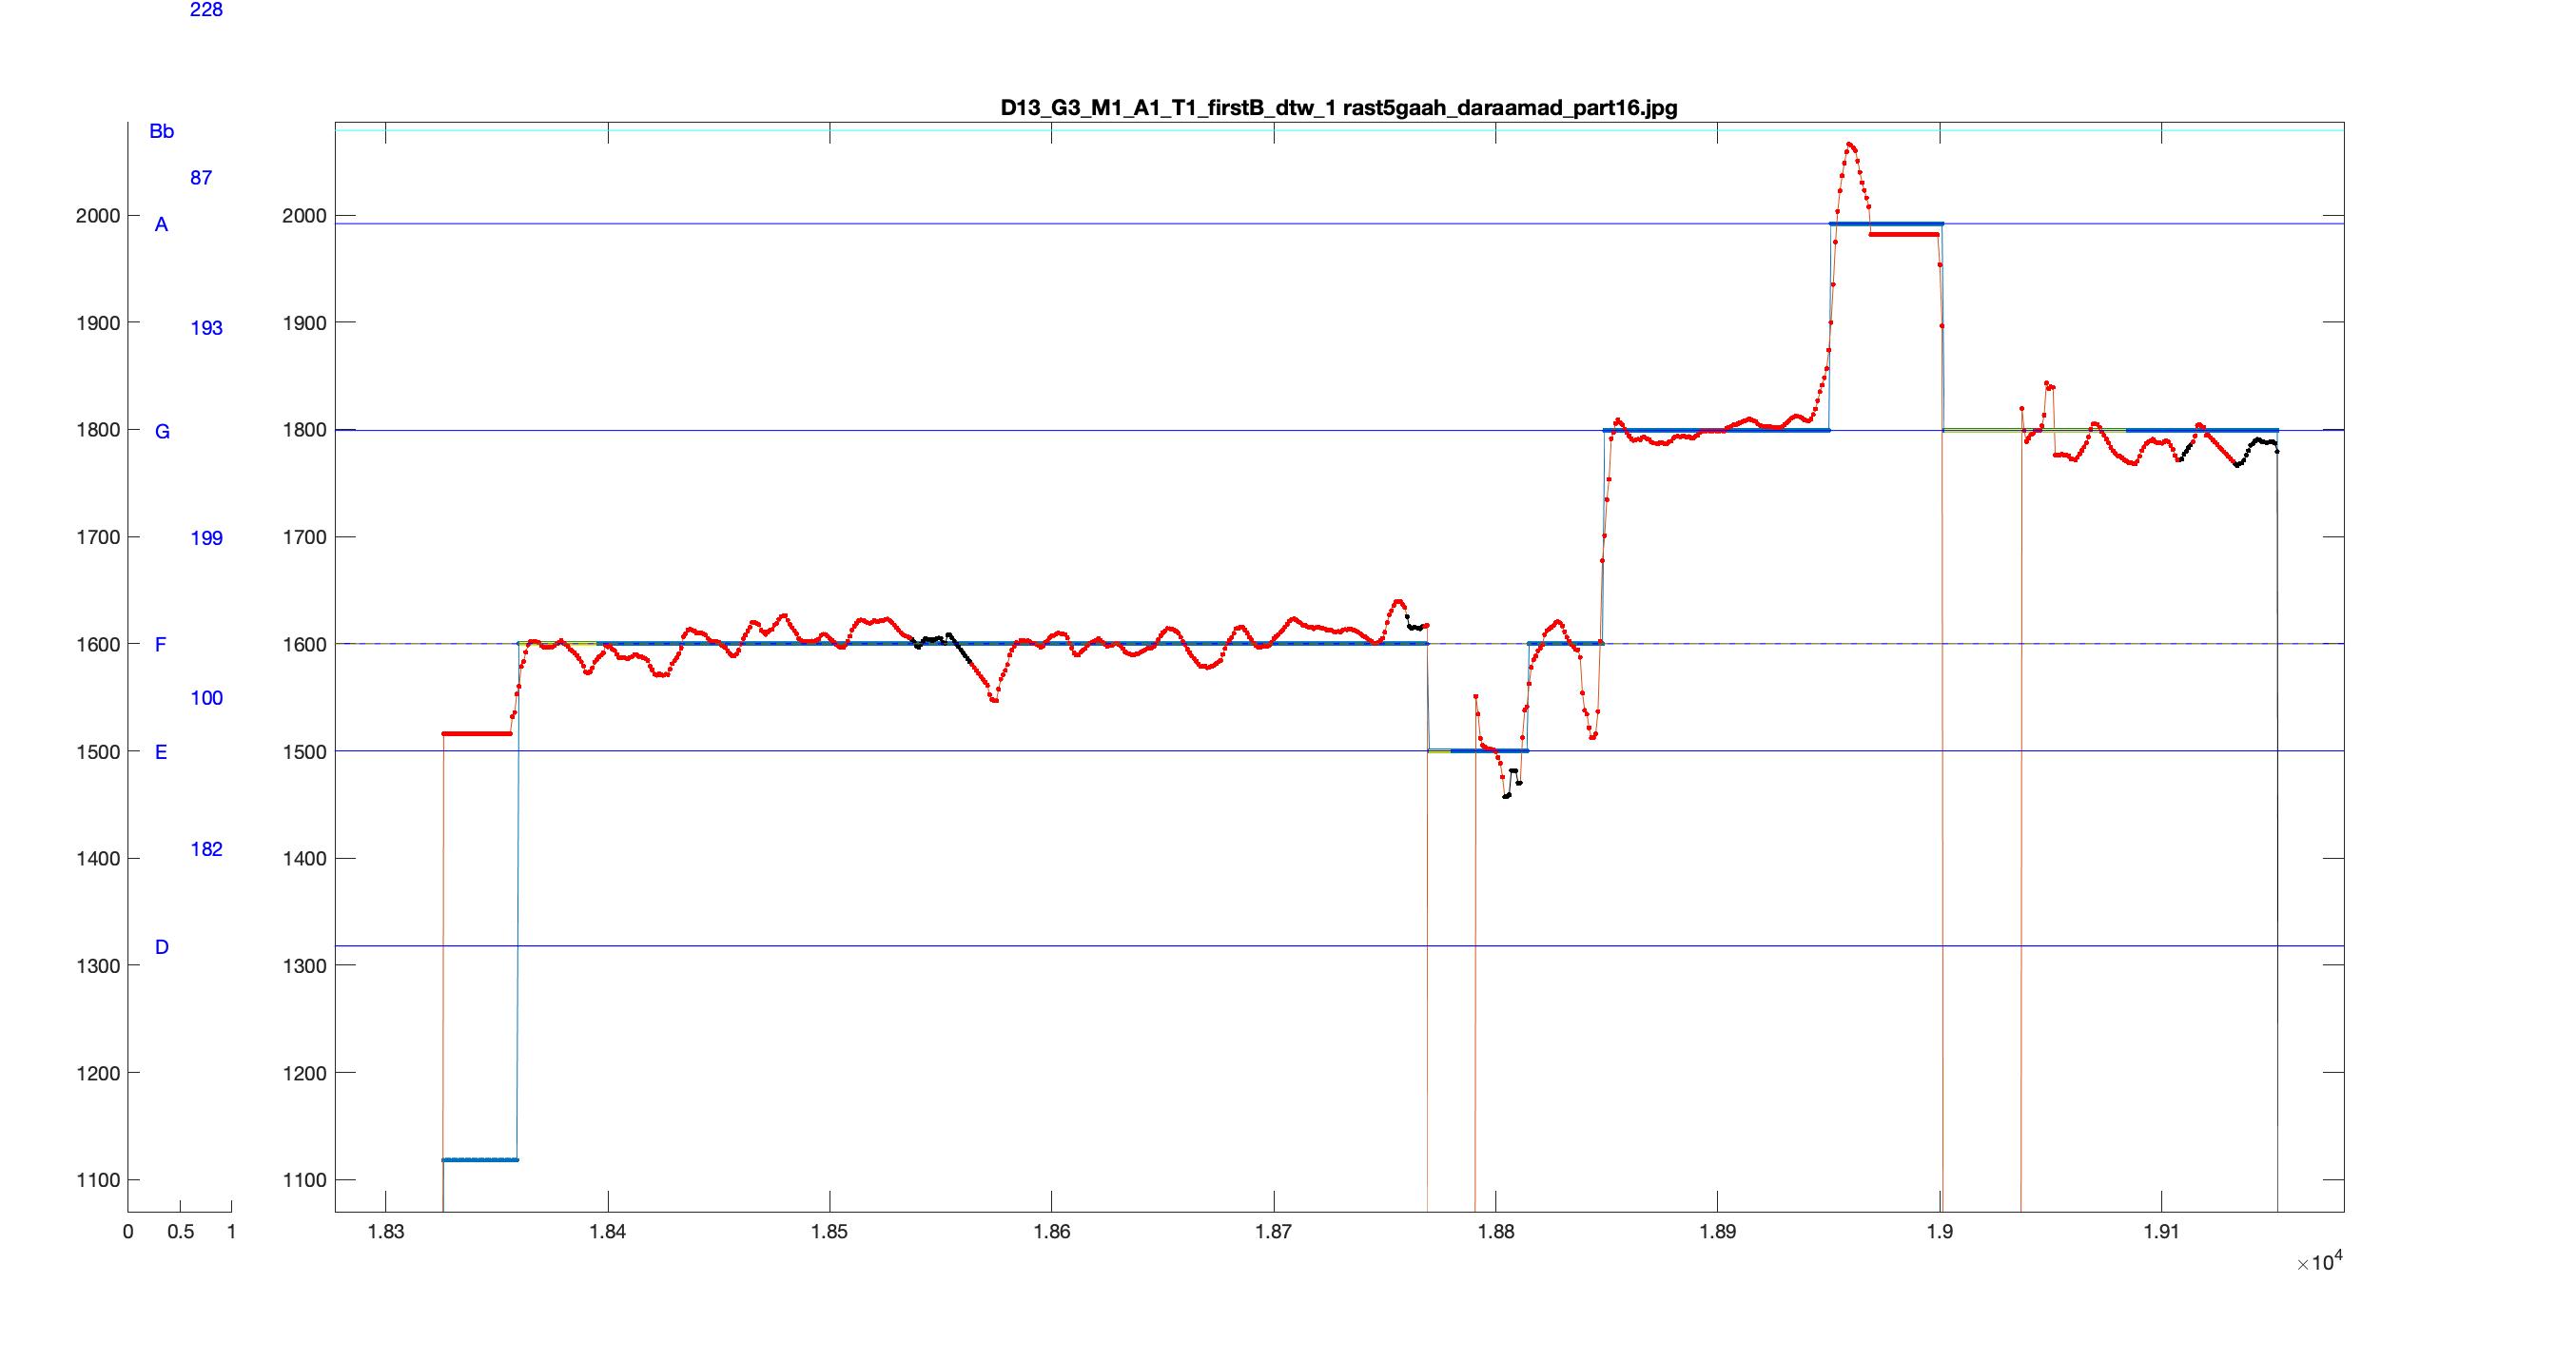 228
D13_G3_M1_A1_T1_firstB_dtw_1 rast5gaah_daraamad_part16.jpg
Bb
87
2000 A 2000
1900 193 1900
1800 G 1800
1700 199 1700
1600 F 1600
100
1500 E 1500
1400 182 1400
D
1300 1300
1200 1200
1100 1100
0 0.5 1 1.83 1.84 1.85 1.86 1.87 1.88 1.89 1.9 1.91
×10⁴